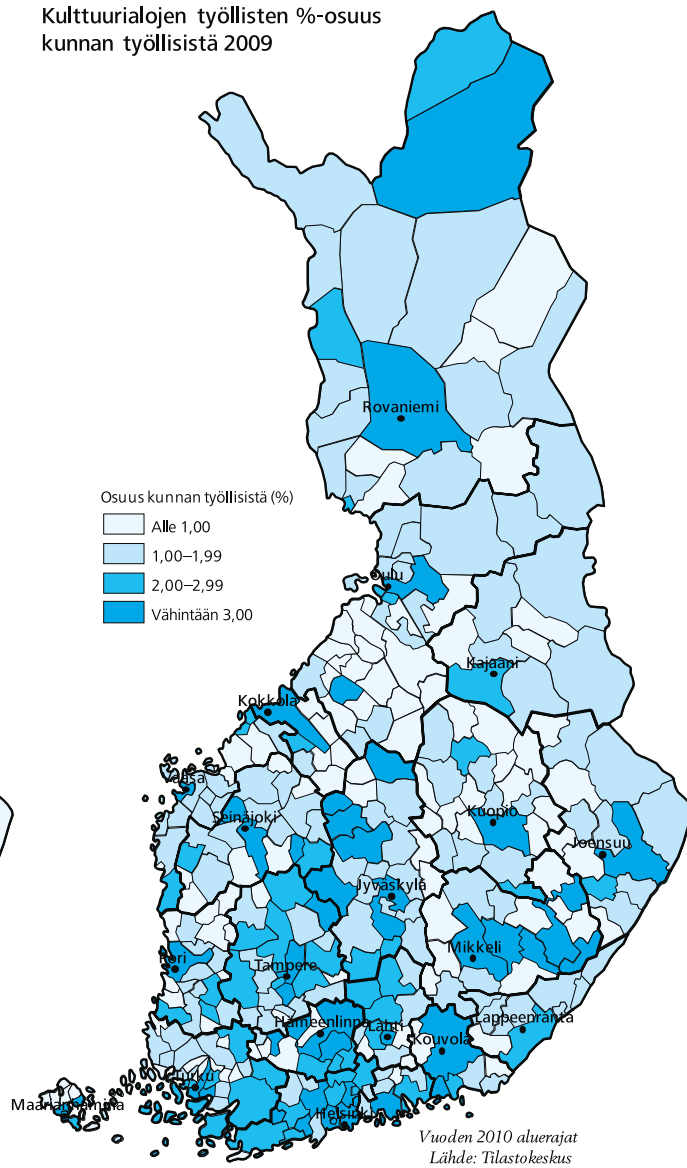 Kulttuurialojen työllisten %-osuus
kunnan työllisistä 2009
Rovaniemi
Osuus kunnan työllisistä (%)
Alle 1,00
1,00–1,99
2,00–2,99
Vähintään 3,00
Oulu
Kajaani
Kokkola
Vaasa
Seinäjoki
Kuopio
Joensuu
Jyväskylä
Mikkeli
Pori
Tampere
Hämeenlinna
Lahti
Lappeenranta
Kouvola
Turku
Maarianhamina
Helsinki
Vuoden 2010 aluerajat
Lähde: Tilastokeskus